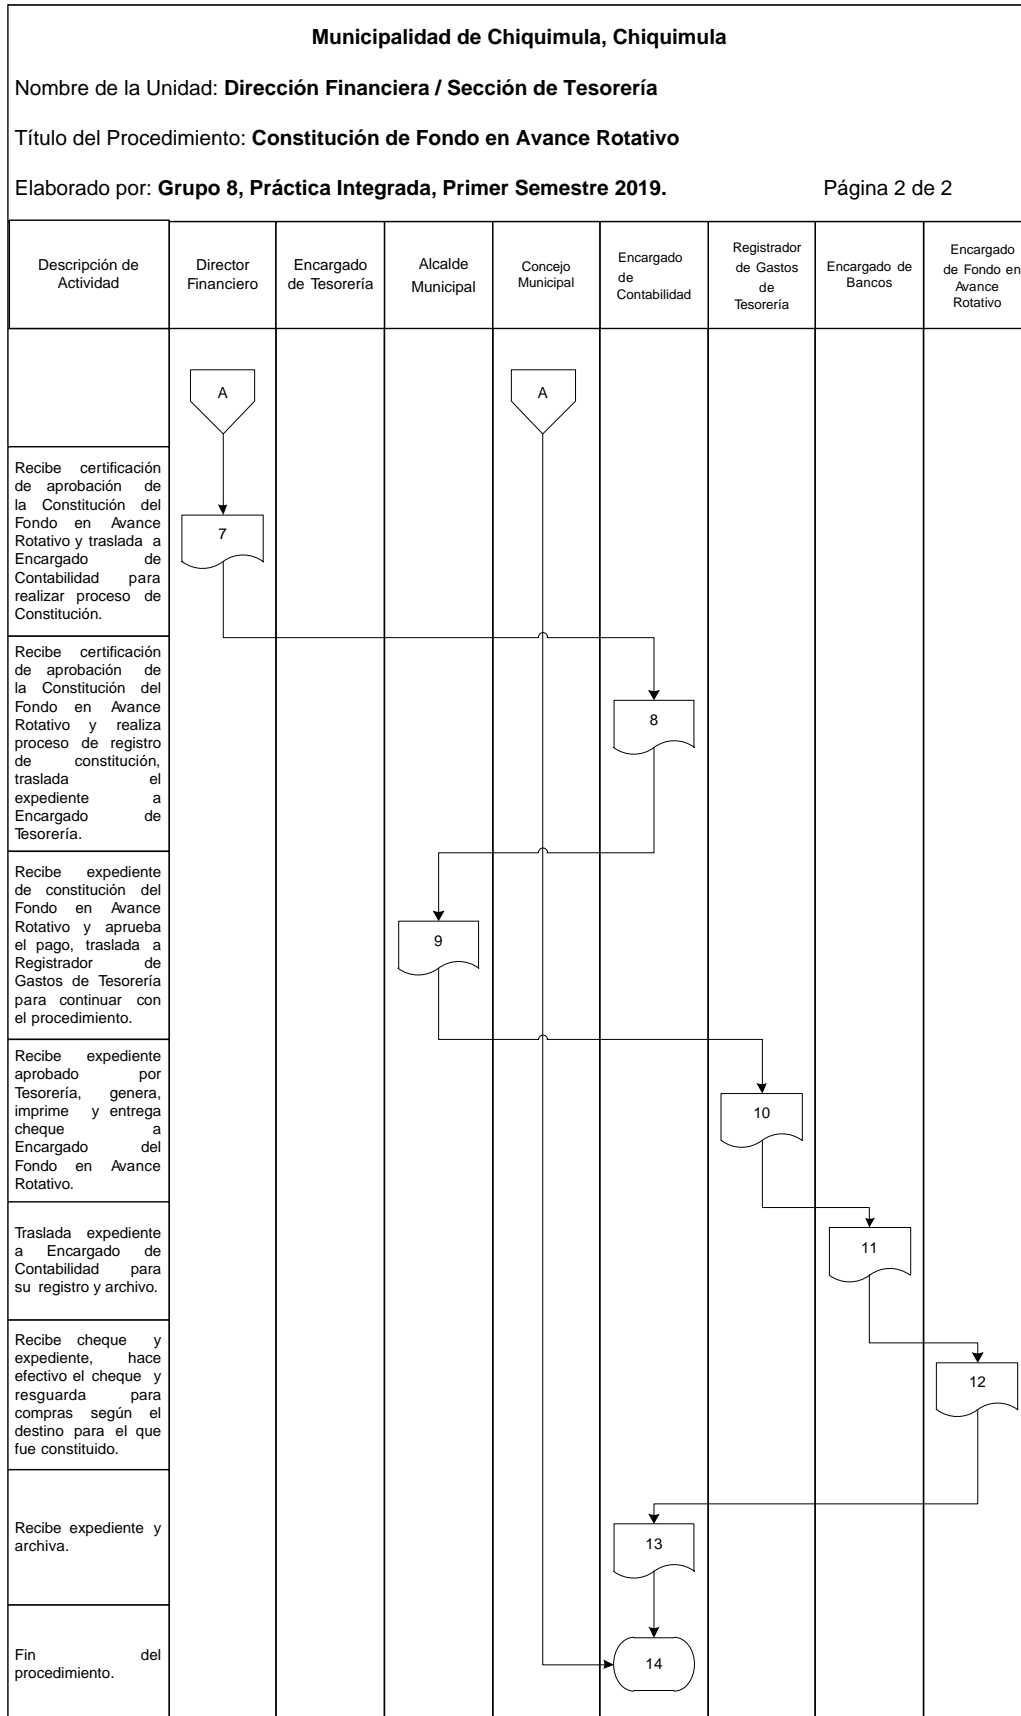 Municipalidad de Chiquimula, Chiquimula
Nombre de la Unidad: Dirección Financiera / Sección de Tesorería
Título del Procedimiento: Constitución de Fondo en Avance Rotativo
Elaborado por: Grupo 8, Práctica Integrada, Primer Semestre 2019. Página 2 de 2
Descripción de
Actividad
Director
Financiero
Encargado
de Tesorería
Alcalde
Municipal
Concejo
Municipal
Encargado
de
Contabilidad
Registrador
de Gastos
de
Tesorería
Encargado de
Bancos
Encargado
de Fondo en
Avance
Rotativo
A
A
Recibe certificación
de aprobación de
la Constitución del
Fondo en Avance
Rotativo y traslada a
Encargado de
Contabilidad para
realizar proceso de
Constitución.
7
Recibe certificación
de aprobación de
la Constitución del
Fondo en Avance
Rotativo y realiza
proceso de registro
de constitución,
traslada el
expediente a
Encargado de
Tesorería.
8
Recibe expediente
de constitución del
Fondo en Avance
Rotativo y aprueba
el pago, traslada a
Registrador de
Gastos de Tesorería
para continuar con
el procedimiento.
9
Recibe expediente
aprobado por
Tesorería, genera,
imprime y entrega
cheque a
Encargado del
Fondo en Avance
Rotativo.
10
Traslada expediente
a Encargado de
Contabilidad para
su registro y archivo.
11
Recibe cheque y
expediente, hace
efectivo el cheque y
resguarda para
compras según el
destino para el que
fue constituido.
12
Recibe expediente y
archiva.
13
Fin del
procedimiento.
14